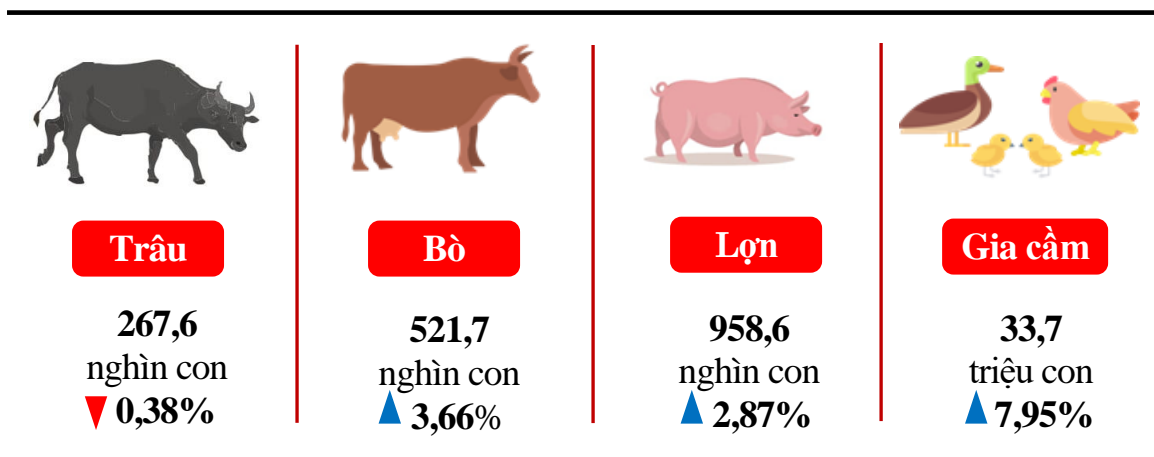 Trâu
267,6
nghìn con
0,38%
Bò
521,7
nghìn con
3,66%
Lợn
958,6
nghìn con
2,87%
Gia cầm
33,7
triệu con
7,95%